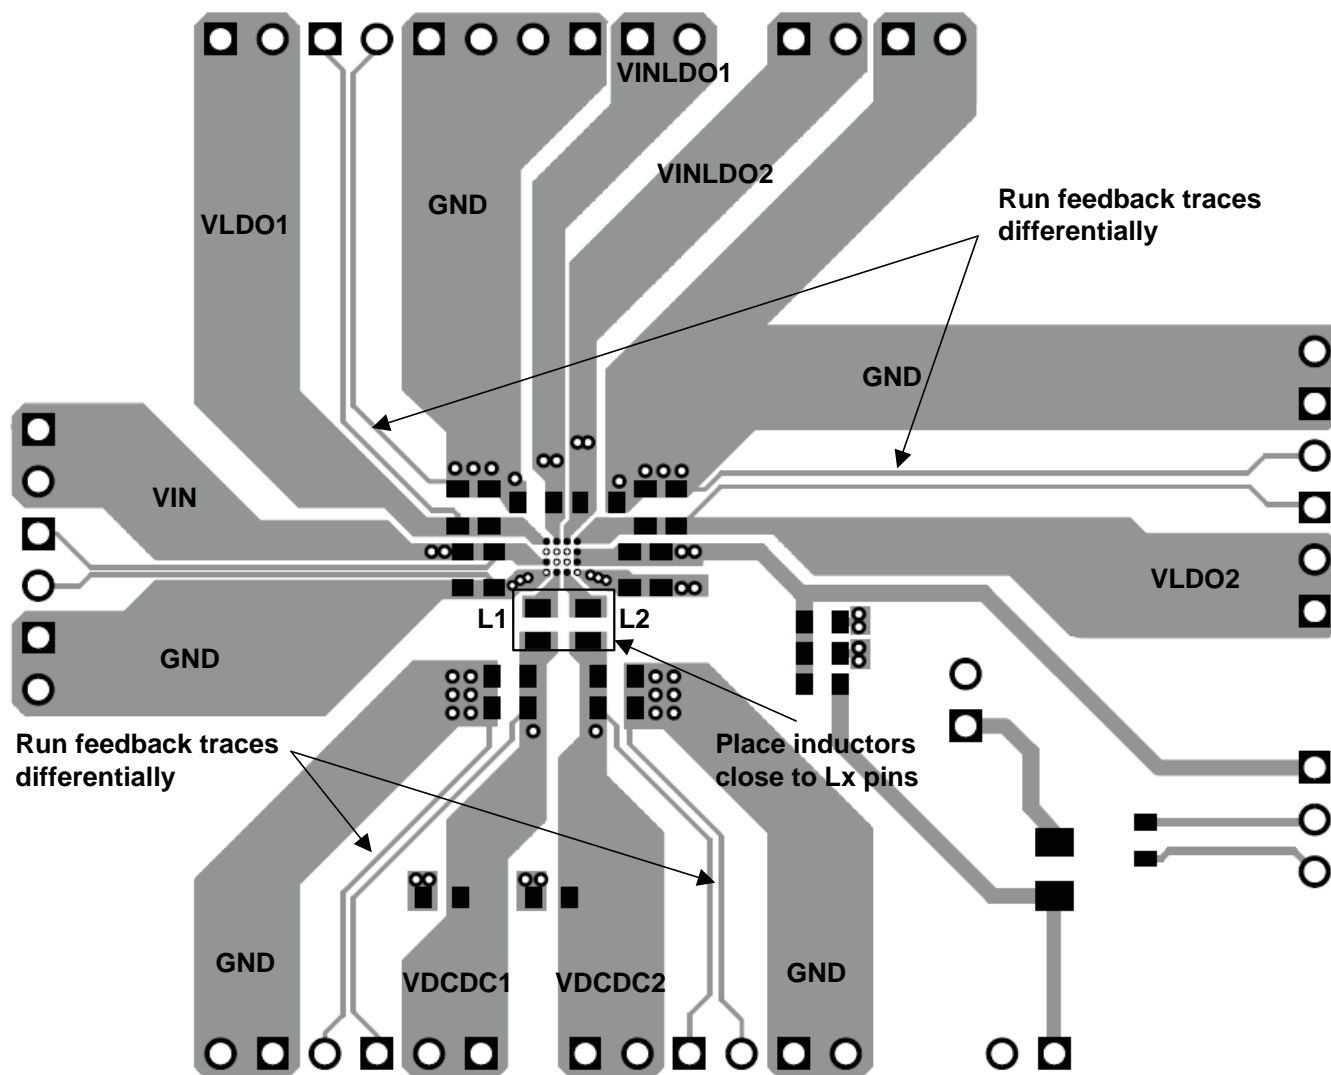 VINLDO1
VINLDO2
Run feedback traces
differentially
GND
VLDO1
GND
VIN
VLDO2
L1
L2
GND
Run feedback traces
differentially
Place inductors
close to Lx pins
GND
VDCDC1
VDCDC2
GND